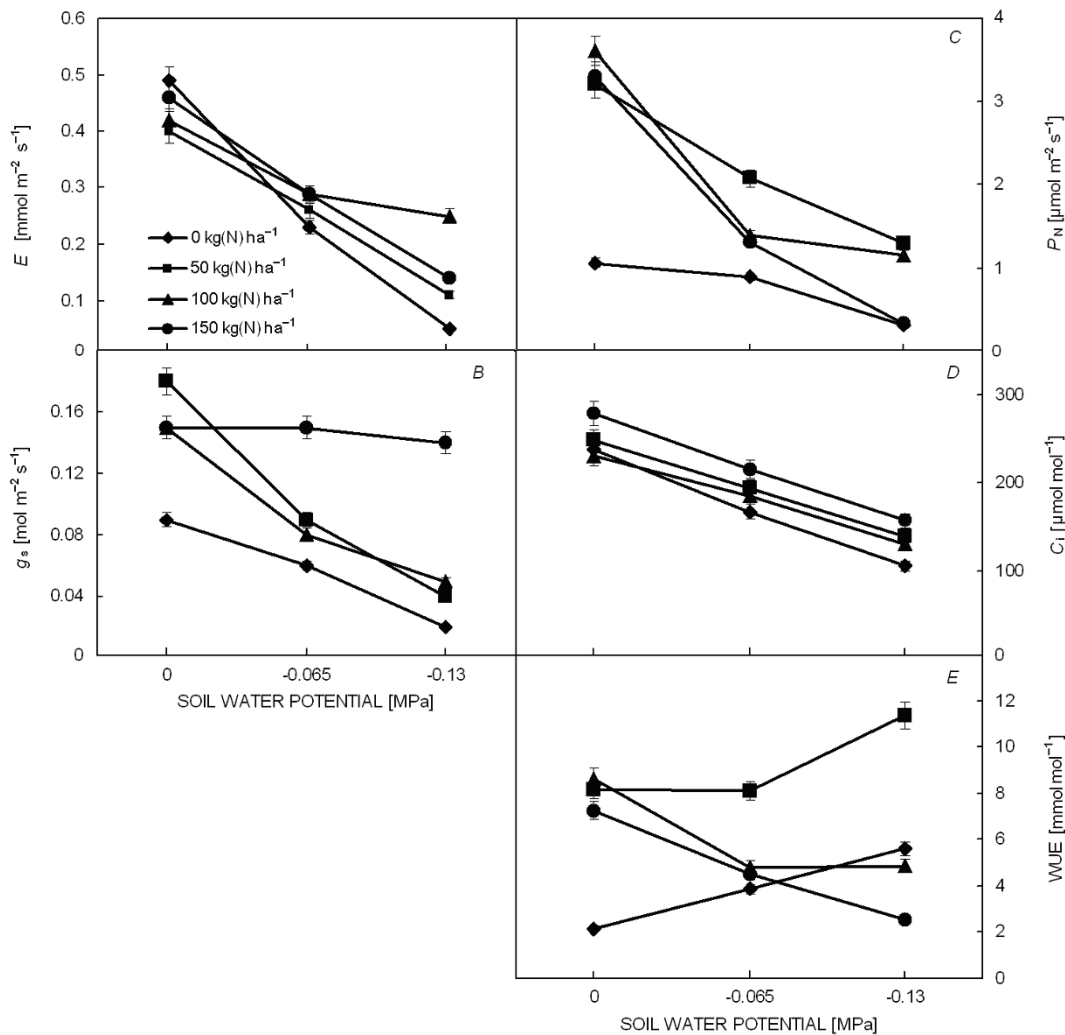 0.6
0.5
0.4
0.3
0.2
0.1
0
E [mmol m⁻² s⁻¹]
0 kg(N) ha⁻¹
50 kg(N) ha⁻¹
100 kg(N) ha⁻¹
150 kg(N) ha⁻¹
C
4
3
2
1
0
P_N [µmol m⁻² s⁻¹]
B
0.16
0.12
0.08
0.04
0
g_s [mol m⁻² s⁻¹]
0 -0.065 -0.13
SOIL WATER POTENTIAL [MPa]
D
300
200
100
0
C_i [µmol mol⁻¹]
E
12
10
8
6
4
2
0
WUE [mmol mol⁻¹]
0 -0.065 -0.13
SOIL WATER POTENTIAL [MPa]